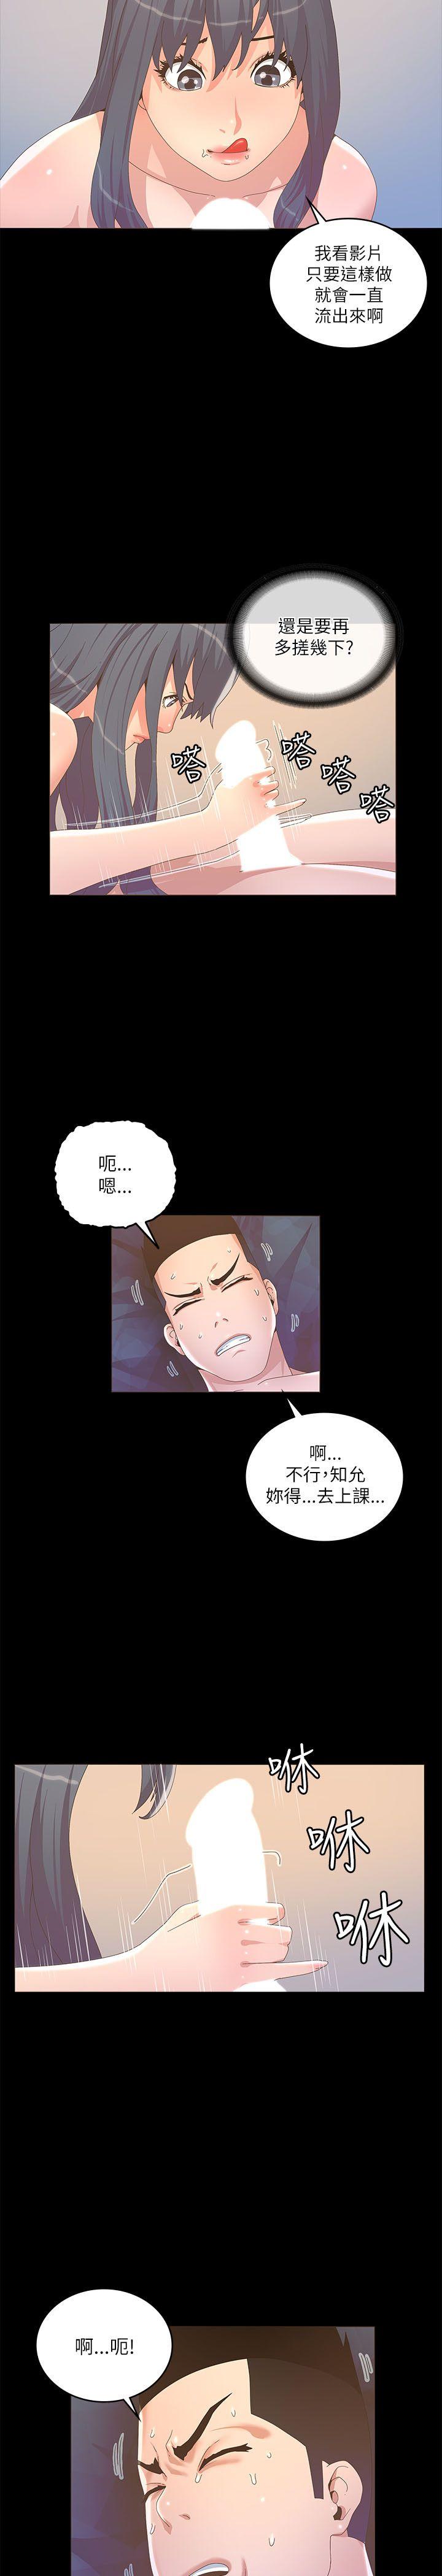 我看影片
只要這樣做
就會一直
流出來啊
還是要再
多搓幾下?
嗒
嗒
嗒
嗒
呃...
嗯...
啊...
不行，知允
妳得...去上課...
咻
咻
咻
啊...呃!